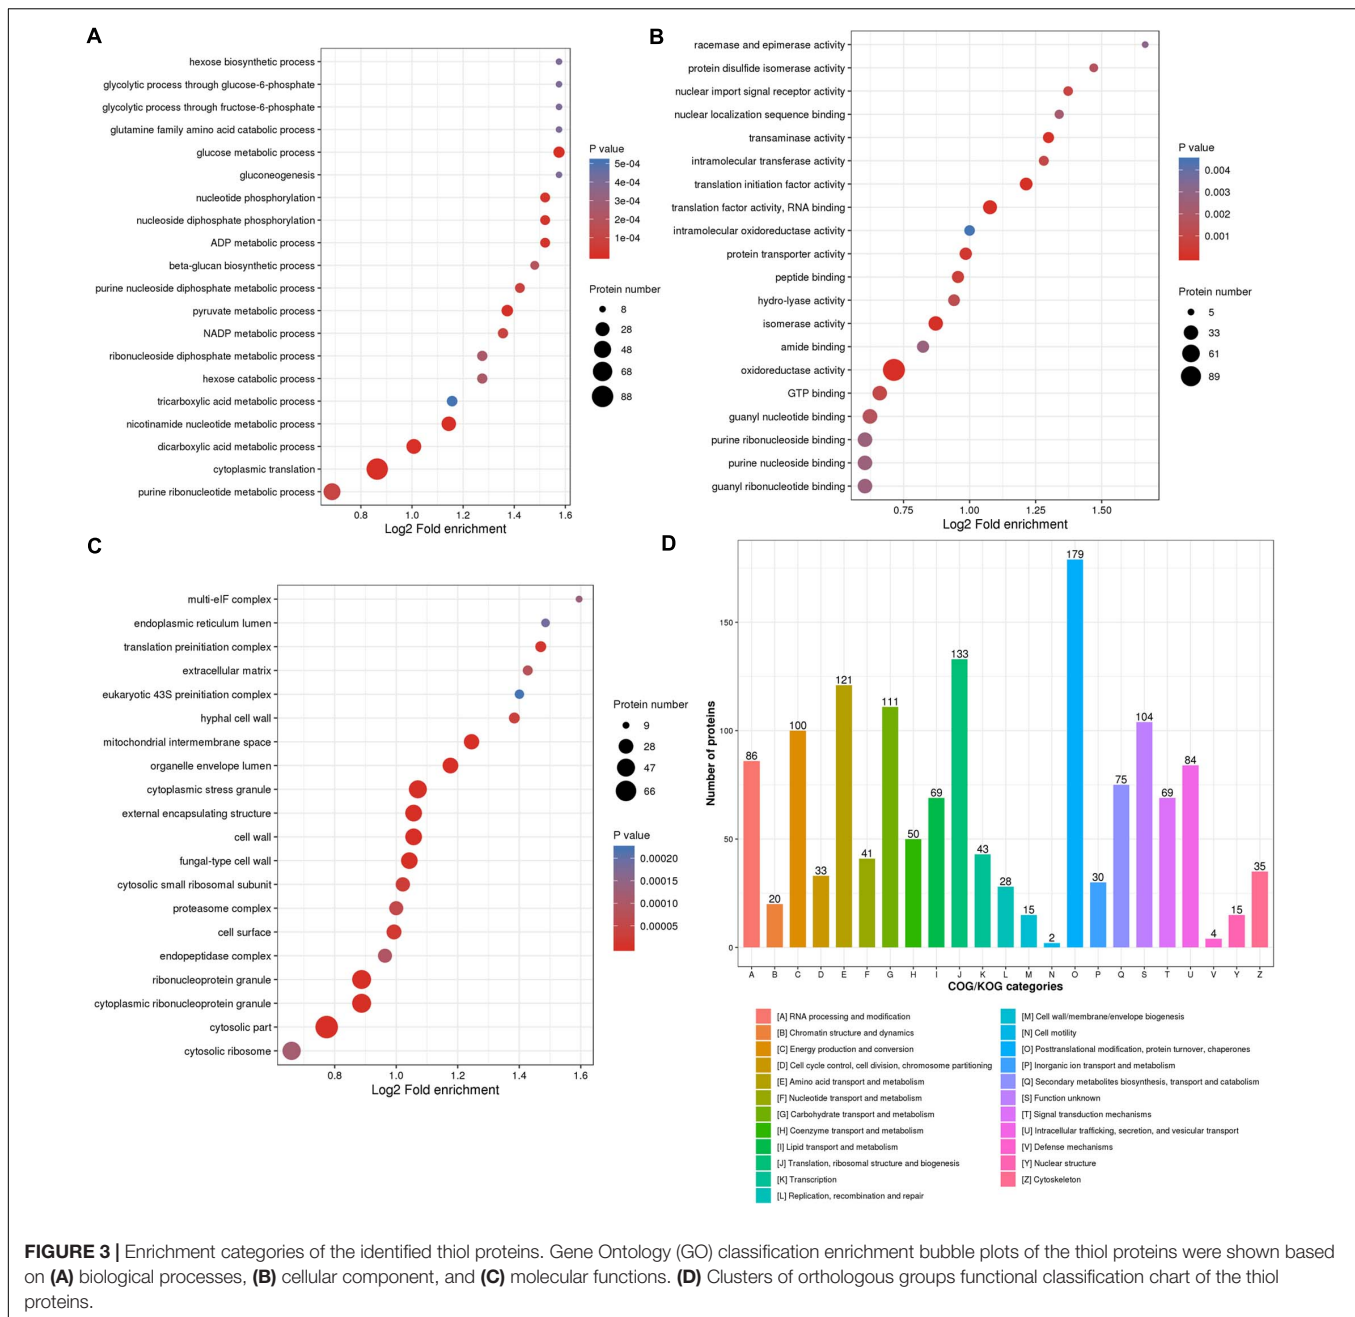 A
hexose biosynthetic process
glycolytic process through glucose-6-phosphate
glycolytic process through fructose-6-phosphate
glutamine family amino acid catabolic process
glucose metabolic process
gluconeogenesis
nucleotide phosphorylation
nucleoside diphosphate phosphorylation
ADP metabolic process
beta-glucan biosynthetic process
purine nucleoside diphosphate metabolic process
pyruvate metabolic process
NADP metabolic process
ribonucleoside diphosphate metabolic process
hexose catabolic process
tricarboxylic acid metabolic process
nicotinamide nucleotide metabolic process
dicarboxylic acid metabolic process
cytoplasmic translation
purine ribonucleotide metabolic process
0.8 1.0 1.2 1.4 1.6
Log2 Fold enrichment
P value
5e-04
4e-04
3e-04
2e-04
1e-04
Protein number
8
28
48
68
88
B
racemase and epimerase activity
protein disulfide isomerase activity
nuclear import signal receptor activity
nuclear localization sequence binding
transaminase activity
intramolecular transferase activity
translation initiation factor activity
translation factor activity, RNA binding
intramolecular oxidoreductase activity
protein transporter activity
peptide binding
hydro-lyase activity
isomerase activity
amide binding
oxidoreductase activity
GTP binding
guanyl nucleotide binding
purine ribonucleoside binding
purine nucleoside binding
guanyl ribonucleotide binding
0.75 1.00 1.25 1.50
Log2 Fold enrichment
P value
0.004
0.003
0.002
0.001
Protein number
5
33
61
89
C
multi-eIF complex
endoplasmic reticulum lumen
translation preinitiation complex
extracellular matrix
eukaryotic 43S preinitiation complex
hyphal cell wall
mitochondrial intermembrane space
organelle envelope lumen
cytoplasmic stress granule
external encapsulating structure
cell wall
fungal-type cell wall
cytosolic small ribosomal subunit
proteasome complex
cell surface
endopeptidase complex
ribonucleoprotein granule
cytoplasmic ribonucleoprotein granule
cytosolic part
cytosolic ribosome
0.8 1.0 1.2 1.4 1.6
Log2 Fold enrichment
Protein number
9
28
47
66
P value
0.00020
0.00015
0.00010
0.00005
D
Number of proteins
150
100
50
0
86 20 100 33 121 41 111 50 69 133 43 28 15 2 179 30 75 104 69 84 4 15 35
A B C D E F G H I J K L M N O P Q S T U V Y Z
COG/KOG categories
[A] RNA processing and modification
[B] Chromatin structure and dynamics
[C] Energy production and conversion
[D] Cell cycle control, cell division, chromosome partitioning
[E] Amino acid transport and metabolism
[F] Nucleotide transport and metabolism
[G] Carbohydrate transport and metabolism
[H] Coenzyme transport and metabolism
[I] Lipid transport and metabolism
[J] Translation, ribosomal structure and biogenesis
[K] Transcription
[L] Replication, recombination and repair
[M] Cell wall/membrane/envelope biogenesis
[N] Cell motility
[O] Posttranslational modification, protein turnover, chaperones
[P] Inorganic ion transport and metabolism
[Q] Secondary metabolites biosynthesis, transport and catabolism
[S] Function unknown
[T] Signal transduction mechanisms
[U] Intracellular trafficking, secretion, and vesicular transport
[V] Defense mechanisms
[Y] Nuclear structure
[Z] Cytoskeleton
FIGURE 3 | Enrichment categories of the identified thiol proteins. Gene Ontology (GO) classification enrichment bubble plots of the thiol proteins were shown based
on (A) biological processes, (B) cellular component, and (C) molecular functions. (D) Clusters of orthologous groups functional classification chart of the thiol
proteins.